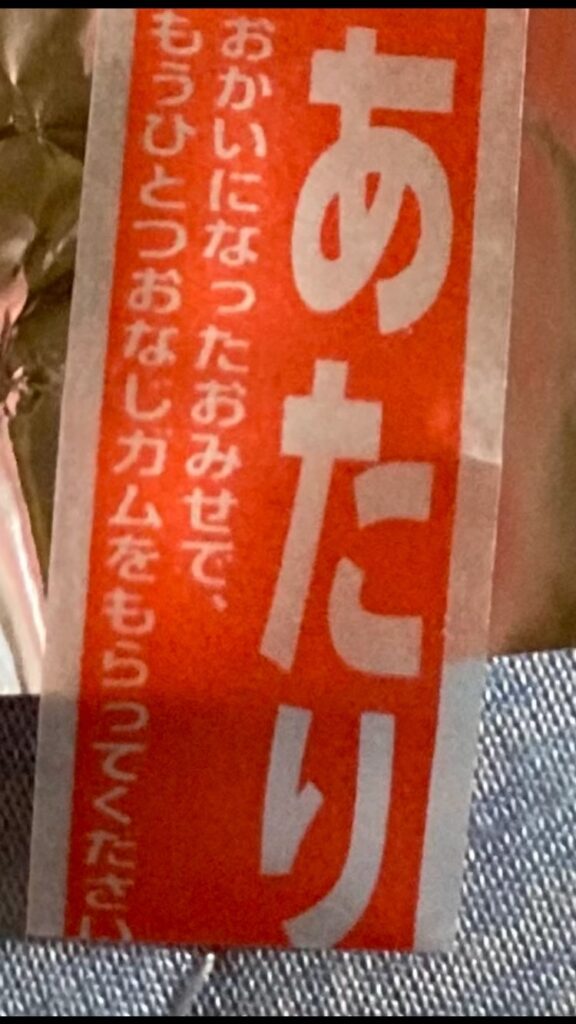 あたり
おかいになったおみせで、
もうひとつおなじガムをもらってください